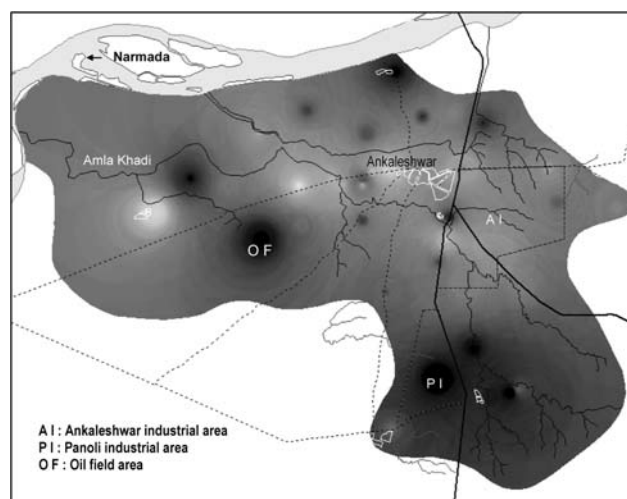 Narmada
Amla Khadi
Ankaleshwar
A I
O F
P I
A I : Ankaleshwar industrial area
P I : Panoli industrial area
O F : Oil field area